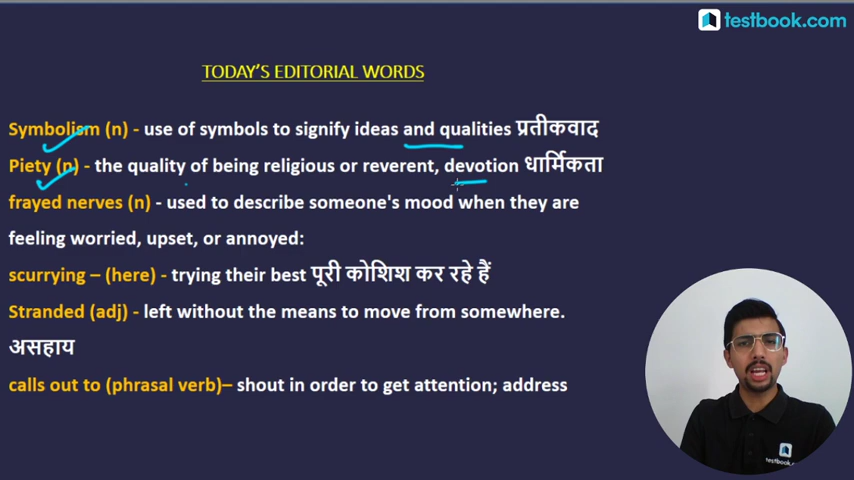 testbook.com
TODAY'S EDITORIAL WORDS
Symbolism (n) - use of symbols to signify ideas and qualities प्रतीकवाद
Piety (n) - the quality of being religious or reverent, devotion धार्मिकता
frayed nerves (n) - used to describe someone's mood when they are
feeling worried, upset, or annoyed:
scurrying – (here) - trying their best पूरी कोशिश कर रहे हैं
Stranded (adj) - left without the means to move from somewhere.
असहाय
calls out to (phrasal verb)– shout in order to get attention; address
testbook.com